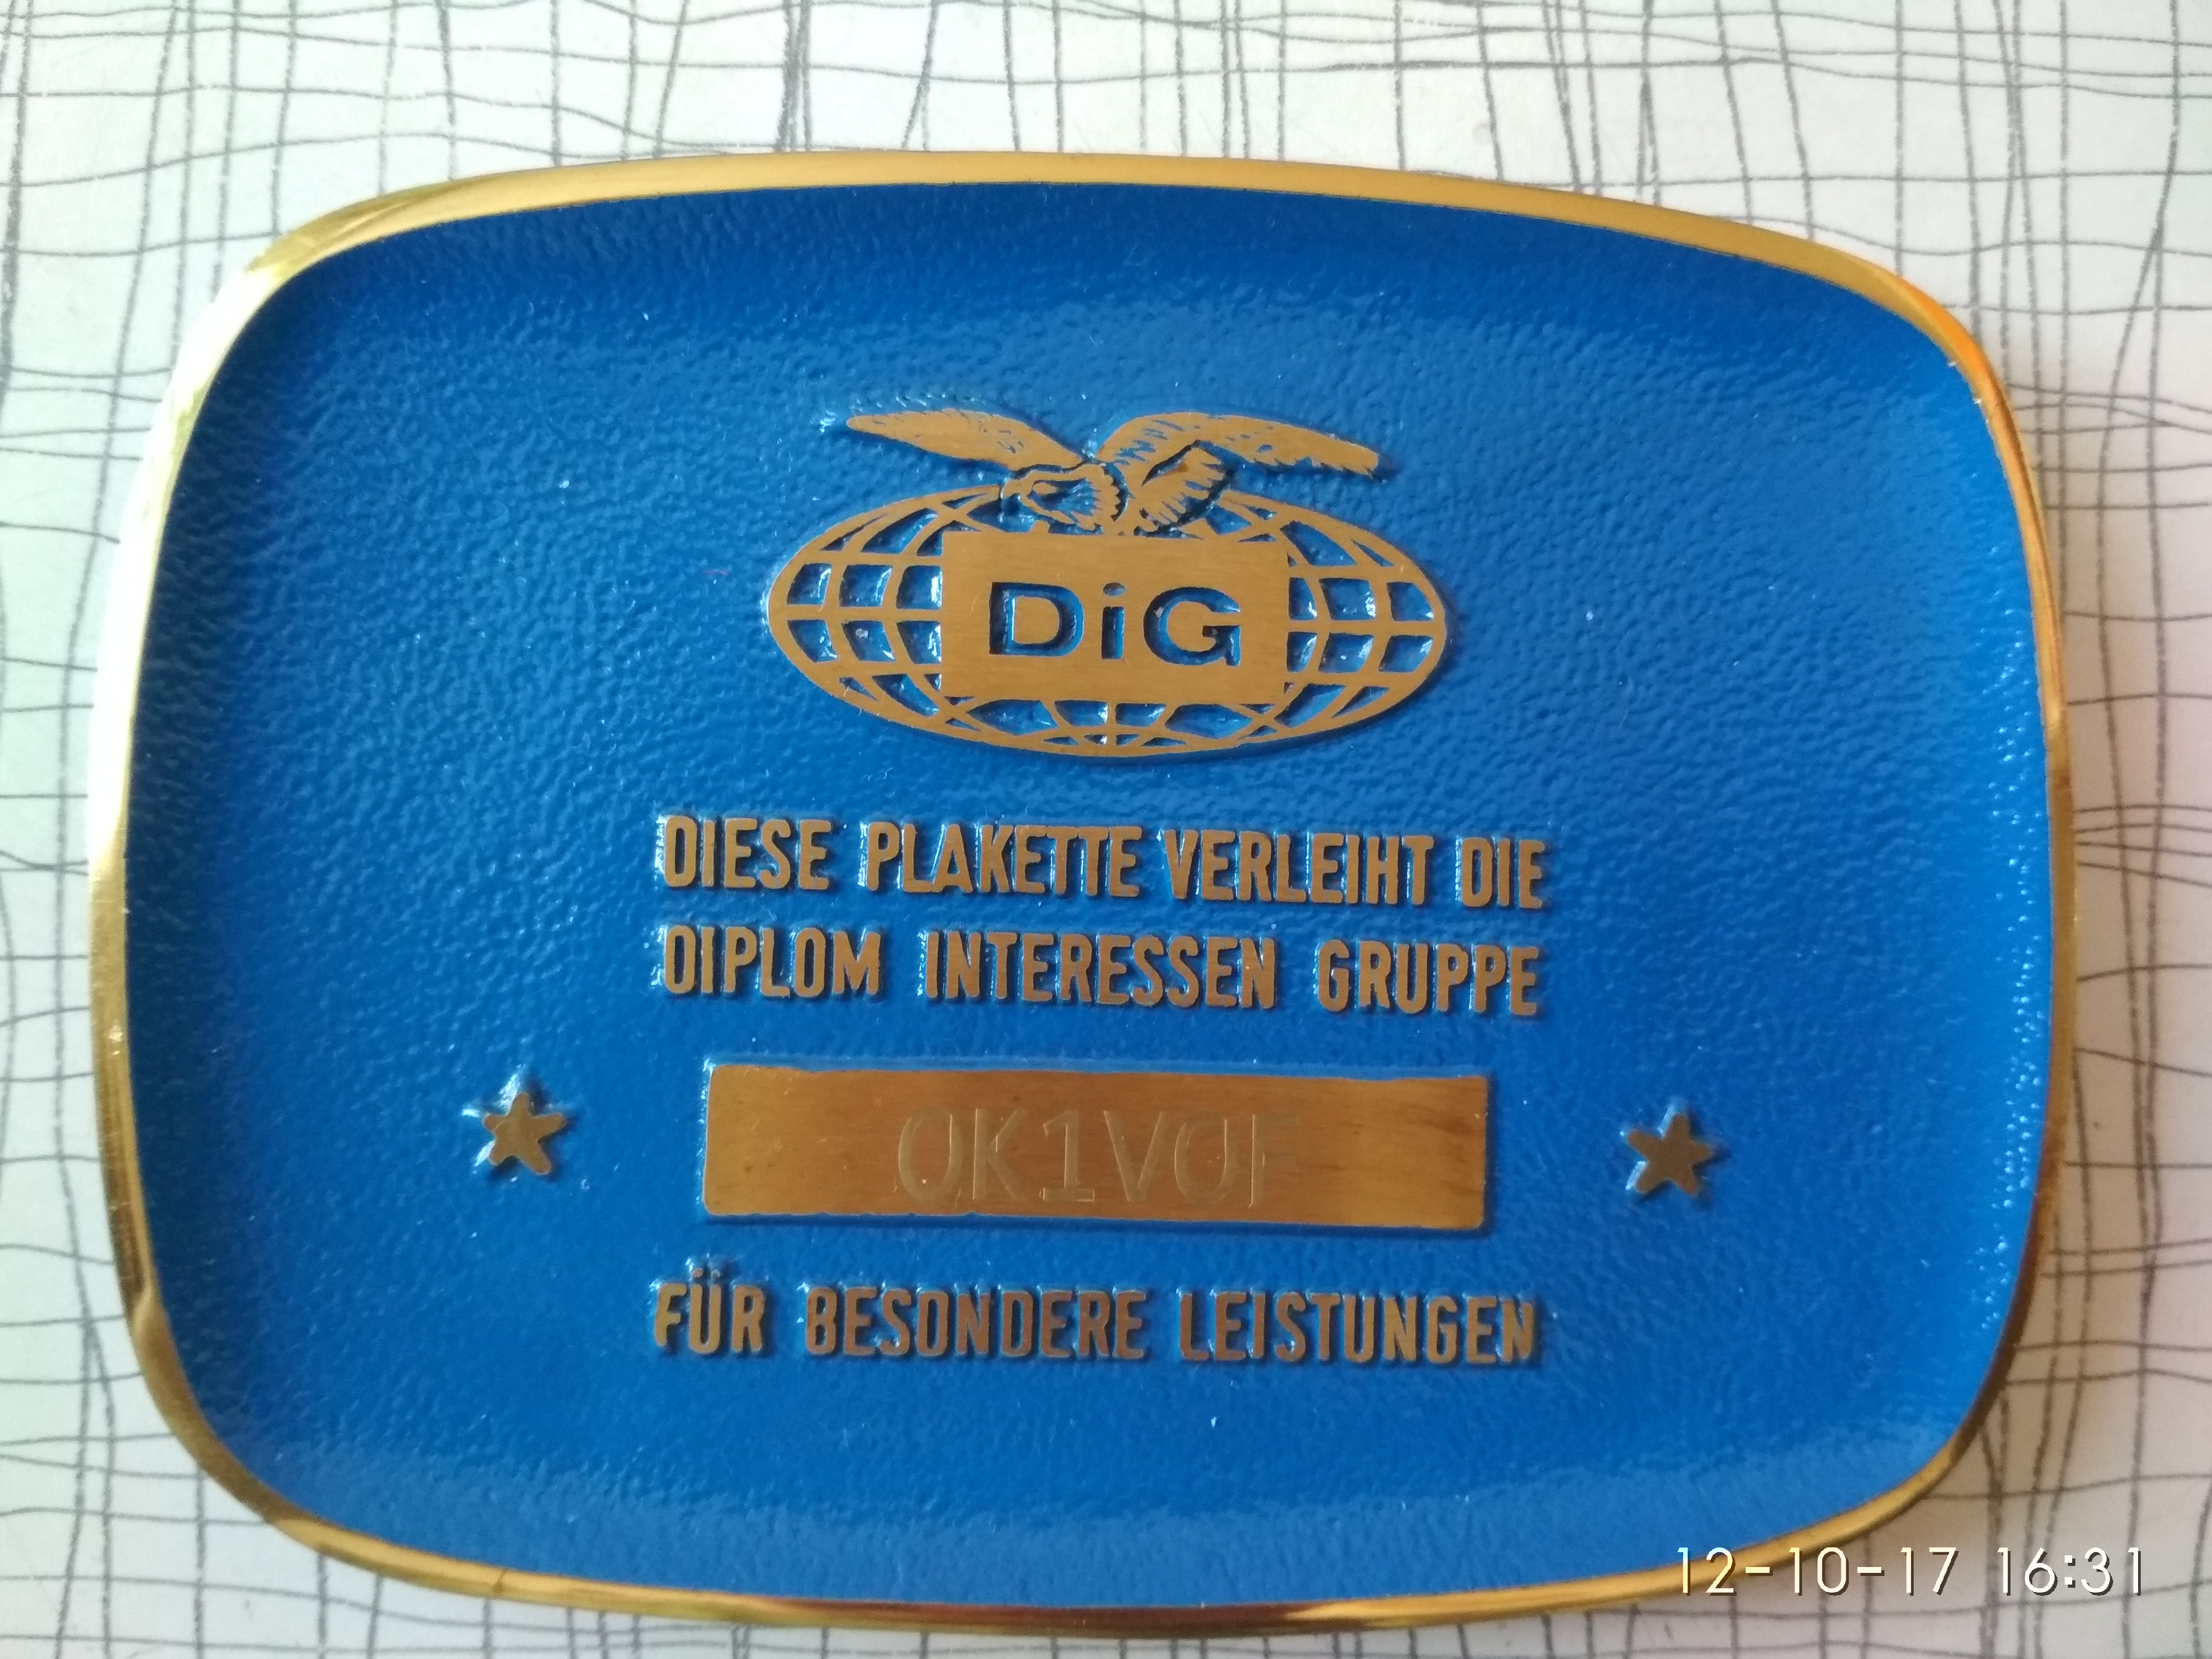 DiG
DIESE PLAKETTE VERLEIHT DIE
DIPLOM INTERESSEN GRUPPE
OK1VOF
FÜR BESONDERE LEISTUNGEN
12-10-17 16:31